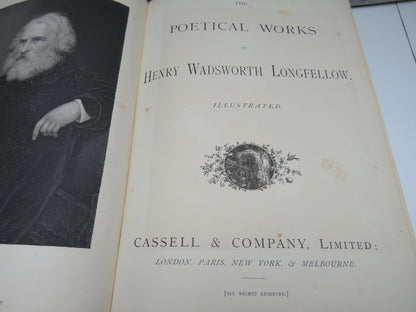 THE
POETICAL WORKS
OF
HENRY WADSWORTH LONGFELLOW.
ILLUSTRATED.
CASSELL & COMPANY, LIMITED:
LONDON, PARIS, NEW YORK, & MELBOURNE.
[ALL RIGHTS RESERVED.]